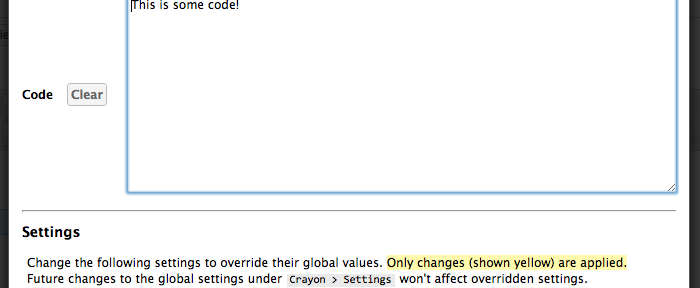 This is some code!
Code Clear
Settings
Change the following settings to override their global values. Only changes (shown yellow) are applied.
Future changes to the global settings under Crayon > Settings won't affect overridden settings.